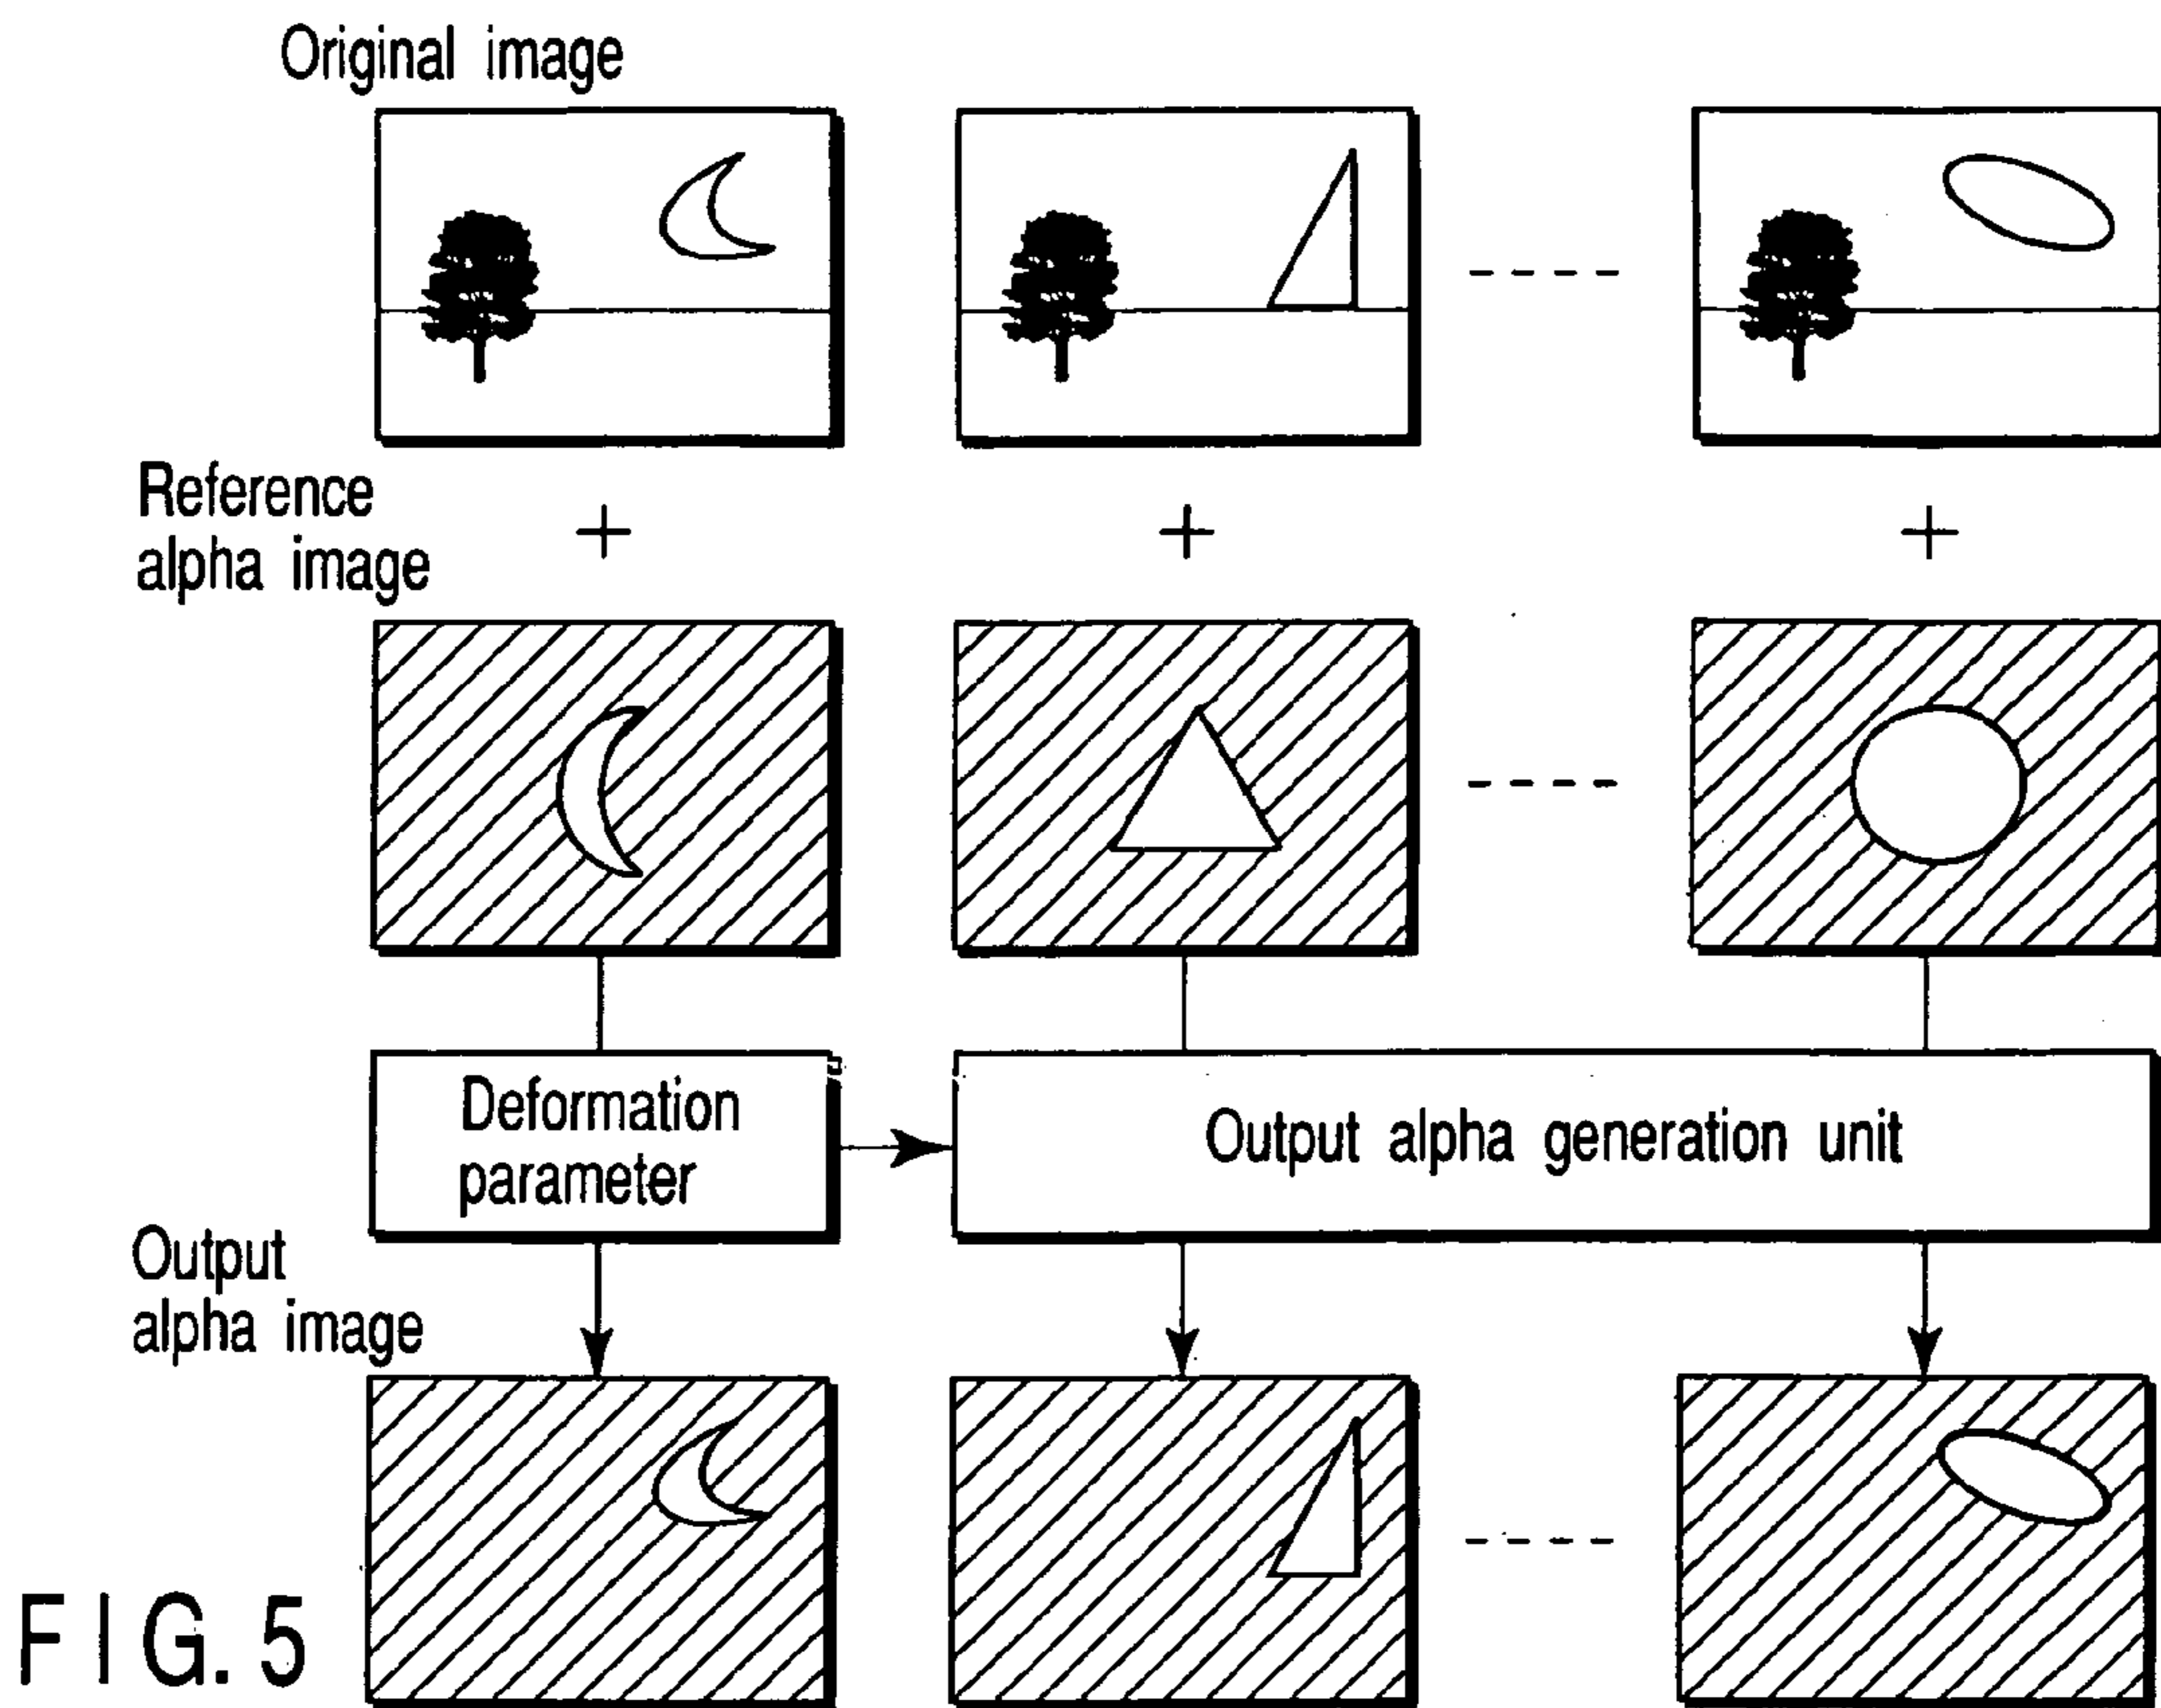 Original image
Reference
alpha image
+ + +
Deformation
parameter
Output alpha generation unit
Output
alpha image
FIG. 5